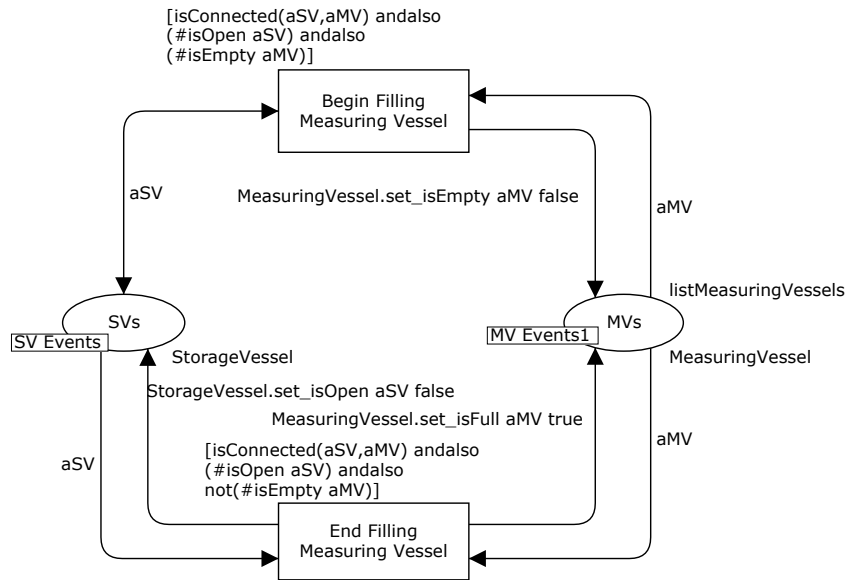 [isConnected(aSV,aMV) andalso
(#isOpen aSV) andalso
(#isEmpty aMV)]
Begin Filling
Measuring Vessel
aSV
MeasuringVessel.set_isEmpty aMV false
aMV
listMeasuringVessels
SVs
MVs
SV Events
MV Events1
StorageVessel
MeasuringVessel
StorageVessel.set_isOpen aSV false
MeasuringVessel.set_isFull aMV true
aMV
aSV
[isConnected(aSV,aMV) andalso
(#isOpen aSV) andalso
not(#isEmpty aMV)]
End Filling
Measuring Vessel